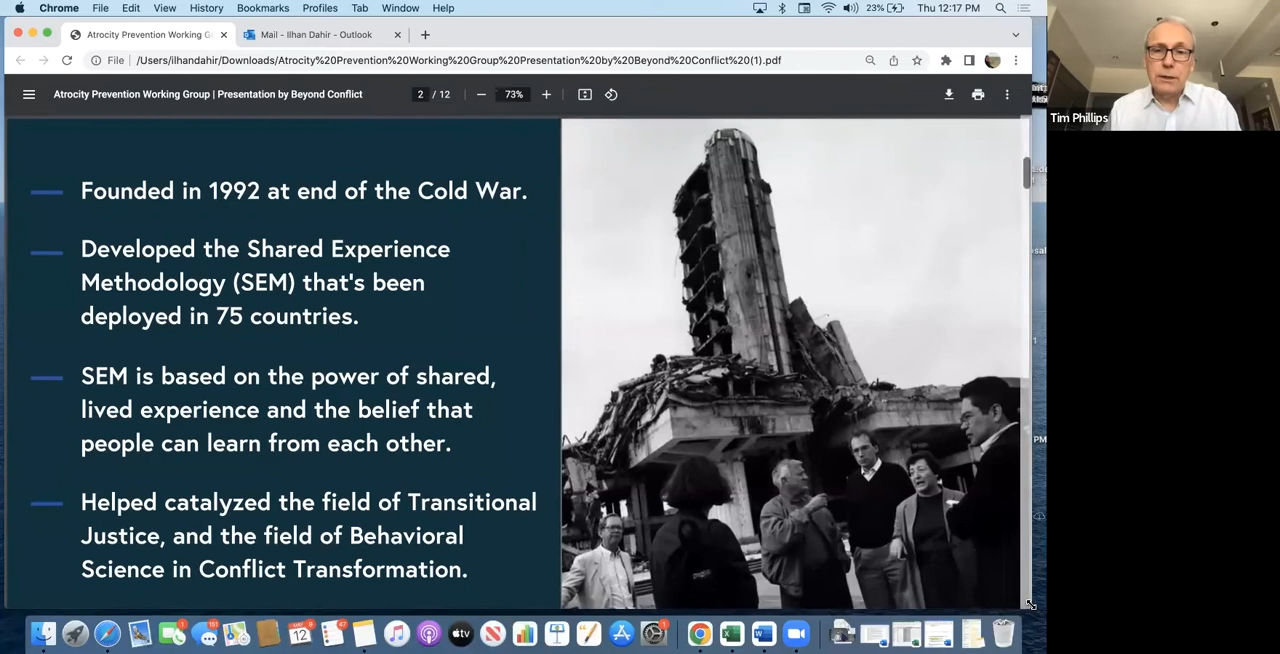 Chrome File Edit View History Bookmarks Profiles Tab Window Help 23% Thu 12:17 PM
Atrocity Prevention Working G
Mail - Ilhan Dahir - Outlook
File /Users/ilhandahir/Downloads/Atrocity%20Prevention%20Working%20Group%20Presentation%20by%20Beyond%20Conflict%20(1).pdf
Atrocity Prevention Working Group | Presentation by Beyond Conflict 2 / 12 73%
Tim Phillips
Founded in 1992 at end of the Cold War.
Developed the Shared Experience
Methodology (SEM) that's been
deployed in 75 countries.
SEM is based on the power of shared,
lived experience and the belief that
people can learn from each other.
Helped catalyzed the field of Transitional
Justice, and the field of Behavioral
Science in Conflict Transformation.
PM
tv
12